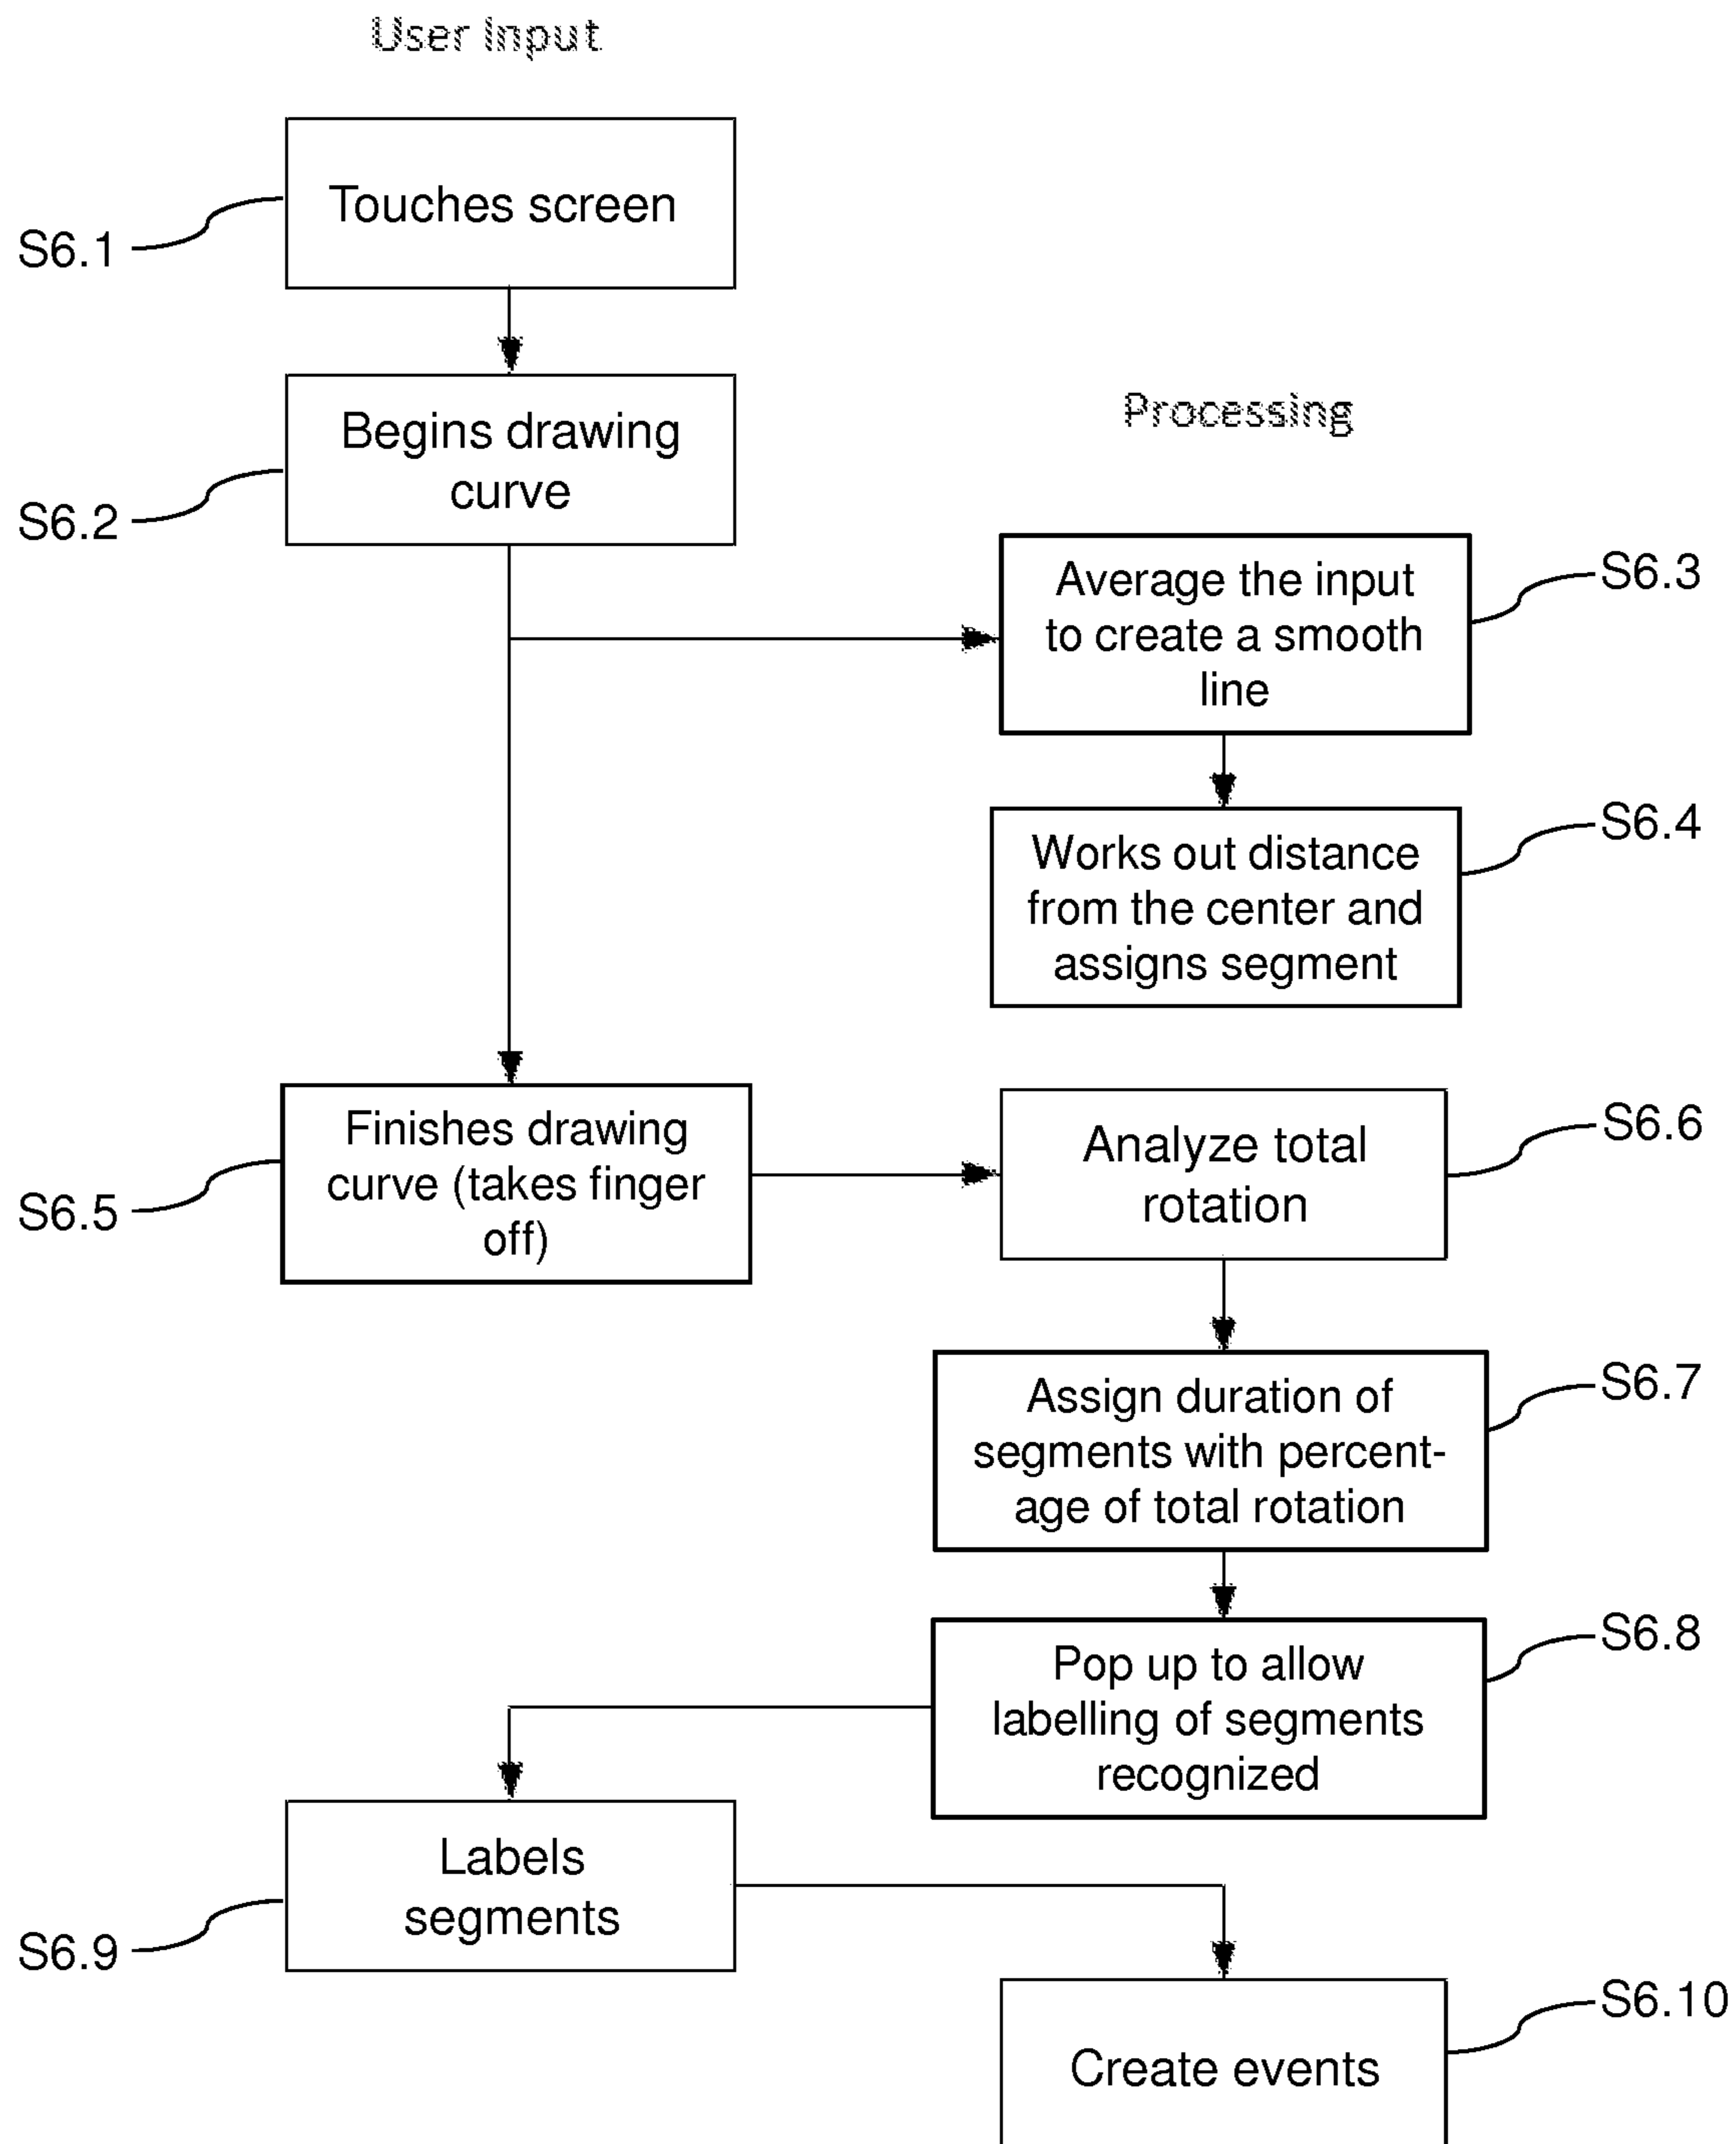 User Input
Touches screen
S6.1
Begins drawing
curve
S6.2
Processing
Average the input
to create a smooth
line
S6.3
Works out distance
from the center and
assigns segment
S6.4
Finishes drawing
curve (takes finger
off)
S6.5
Analyze total
rotation
S6.6
Assign duration of
segments with percent-
age of total rotation
S6.7
Pop up to allow
labelling of segments
recognized
S6.8
Labels
segments
S6.9
Create events
S6.10